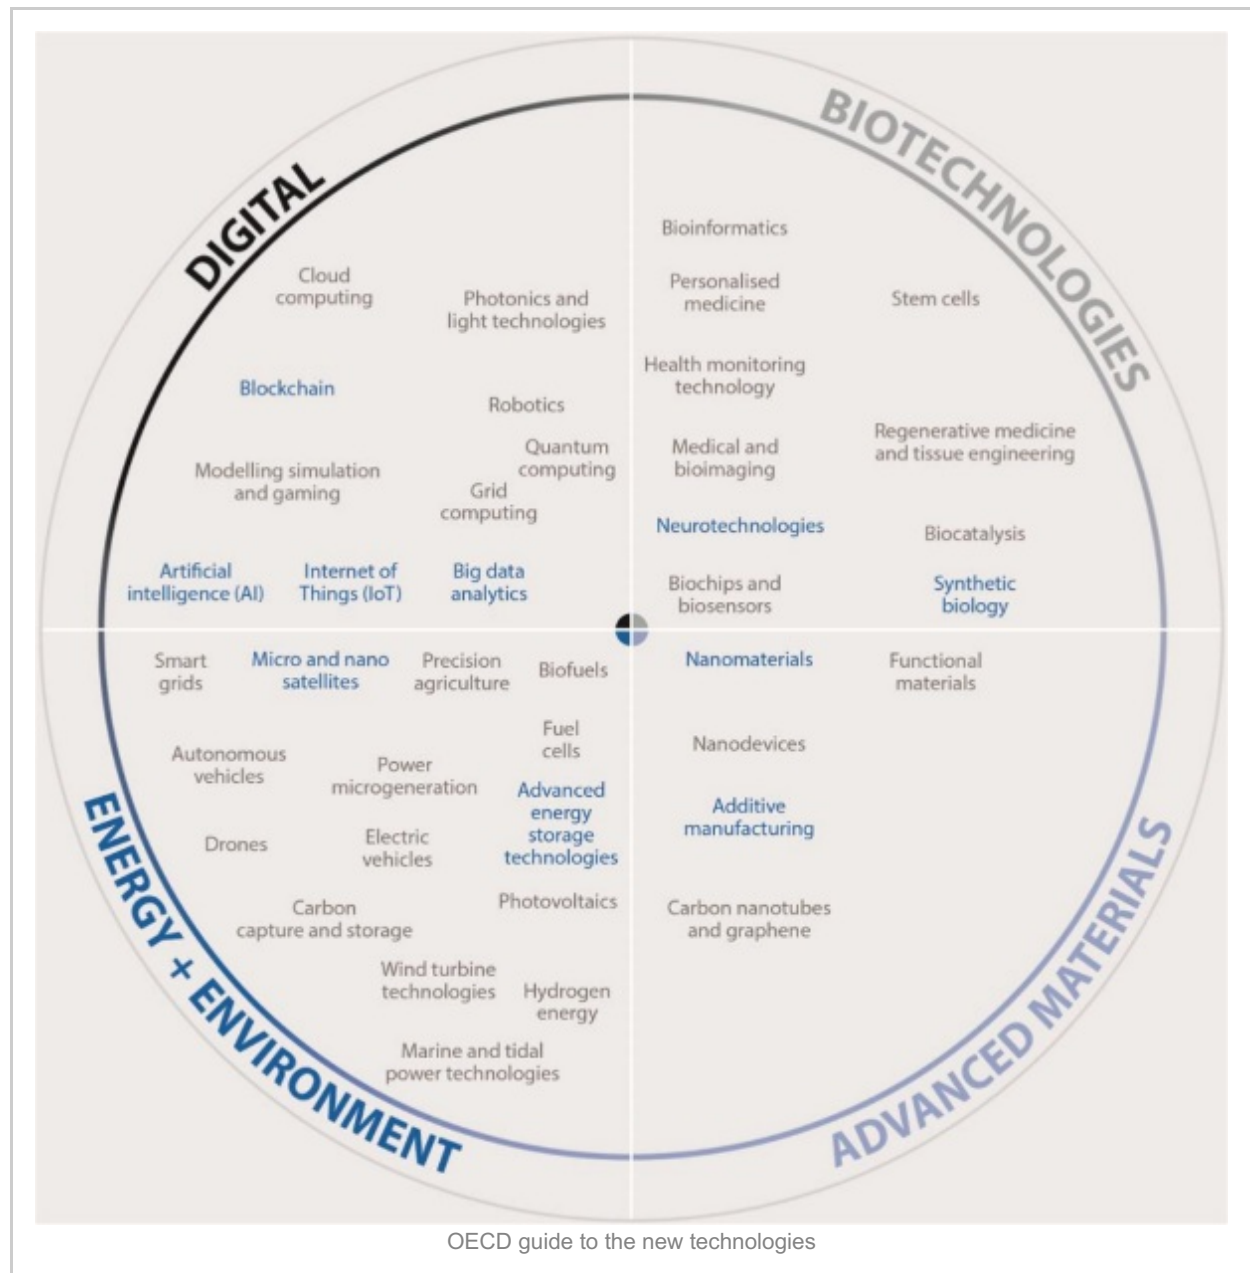 DIGITAL
Cloud
computing
Photonics and
light technologies
Blockchain
Robotics
Quantum
computing
Modelling simulation
and gaming
Grid
computing
Artificial
intelligence (AI)
Internet of
Things (IoT)
Big data
analytics
BIOTECHNOLOGIES
Bioinformatics
Personalised
medicine
Stem cells
Health monitoring
technology
Regenerative medicine
and tissue engineering
Medical and
bioimaging
Neurotechnologies
Biocatalysis
Biochips and
biosensors
Synthetic
biology
ENERGY + ENVIRONMENT
Smart
grids
Micro and nano
satellites
Precision
agriculture
Biofuels
Fuel
cells
Autonomous
vehicles
Power
microgeneration
Advanced
energy
storage
technologies
Drones
Electric
vehicles
Photovoltaics
Carbon
capture and storage
Wind turbine
technologies
Hydrogen
energy
Marine and tidal
power technologies
ADVANCED MATERIALS
Nanomaterials
Functional
materials
Nanodevices
Additive
manufacturing
Carbon nanotubes
and graphene
OECD guide to the new technologies